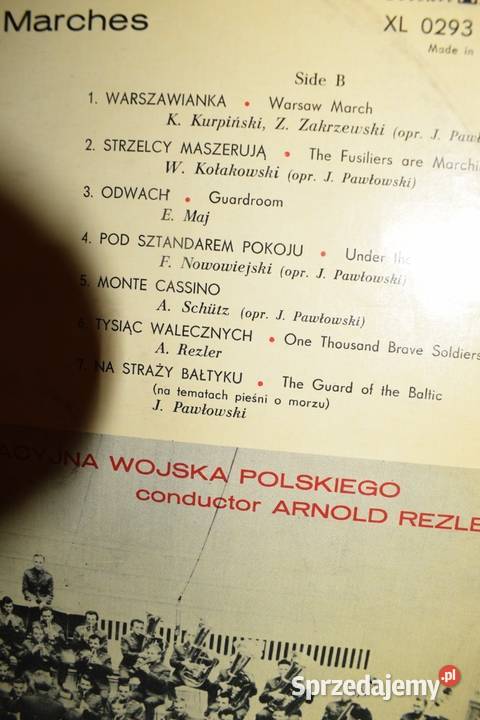 Marches
XL 0293
Made in
Side B
1. WARSZAWIANKA • Warsaw March
K. Kurpiński, Z. Zakrzewski (opr. J.
2. STRZELCY MASZERUJĄ • The Fusiliers are
W. Kołakowski (opr. J. Pawłowski)
3. ODWACH • Guardroom
E. Maj
4. POD SZTANDAREM POKOJU • Under the
F. Nowowiejski (opr. J. Pawłowski)
5. MONTE CASSINO
A. Schütz (opr. J. Pawłowski)
6. TYSIĄC WALECZNYCH • One Thousand Brave Soldiers
A. Rezler
7. NA STRAŻY BAŁTYKU • The Guard of the Baltic
(na tematach pieśni o morzu)
J. Pawłowski
WOJSKA POLSKIEGO
conductor ARNOLD
Sprzedajemy.pl